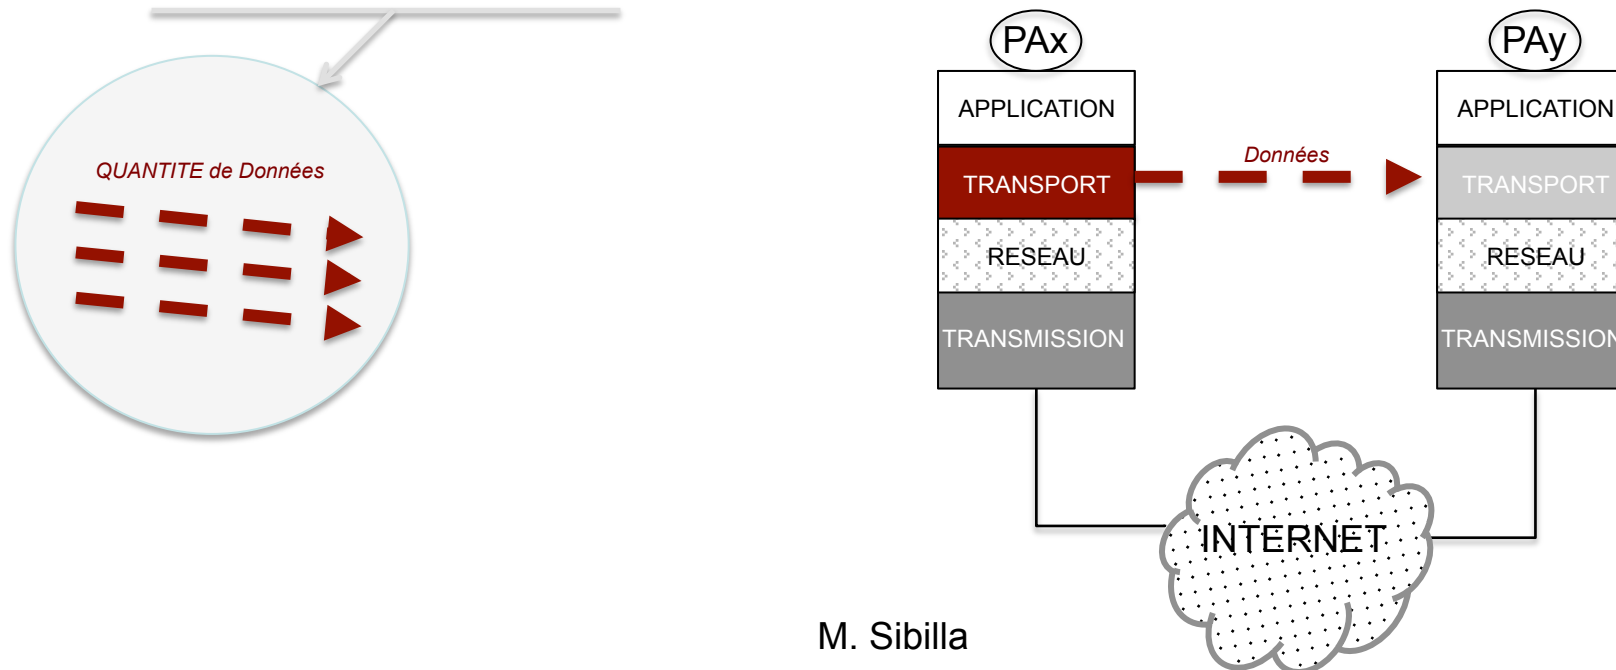 QUANTITE de Données
PAx
APPLICATION
TRANSPORT
RESEAU
TRANSMISSION
Données
PAy
APPLICATION
TRANSPORT
RESEAU
TRANSMISSION
INTERNET
M. Sibilla